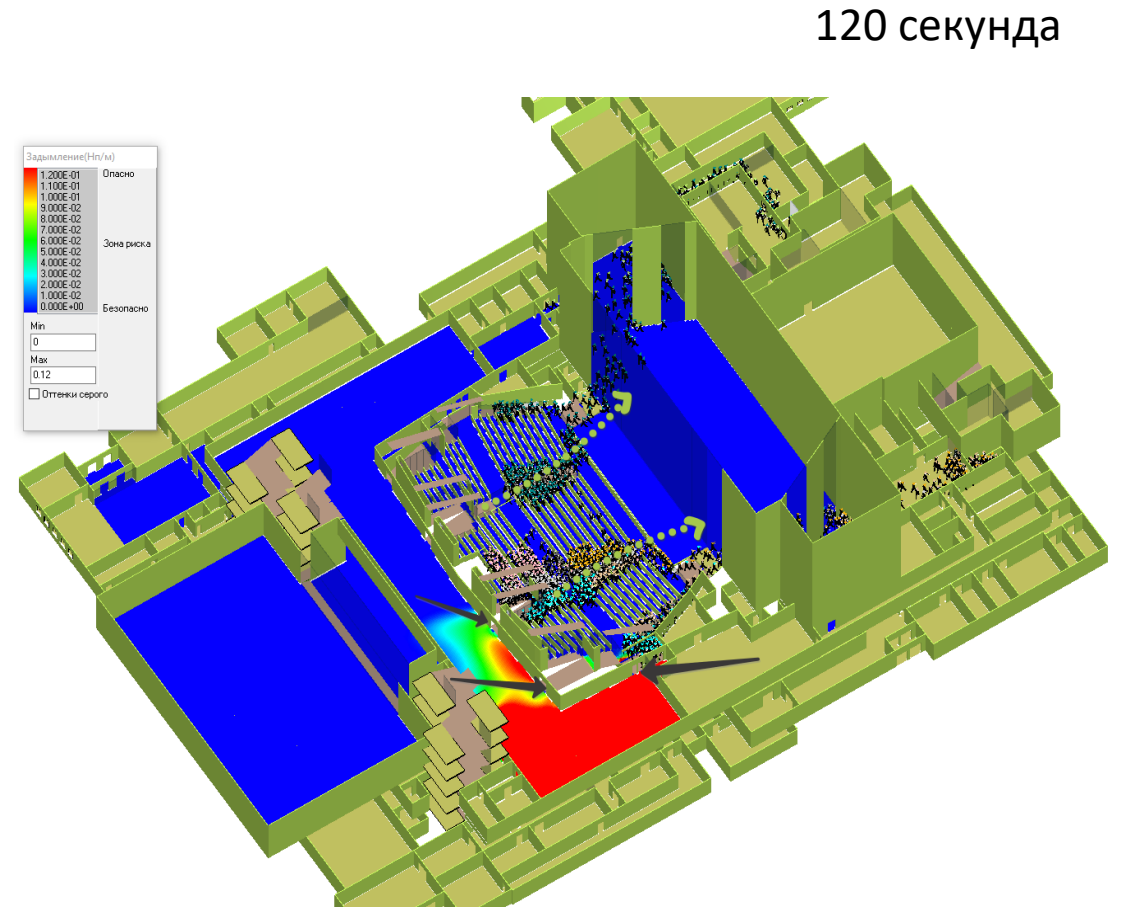 120 секунда
Задымление(Нп/м)
1.200E-01 Опасно
1.100E-01
1.000E-01
9.000E-02
8.000E-02
7.000E-02
6.000E-02 Зона риска
5.000E-02
4.000E-02
3.000E-02
2.000E-02
1.000E-02
0.000E+00 Безопасно
Min
0
Max
0.12
Оттенки серого